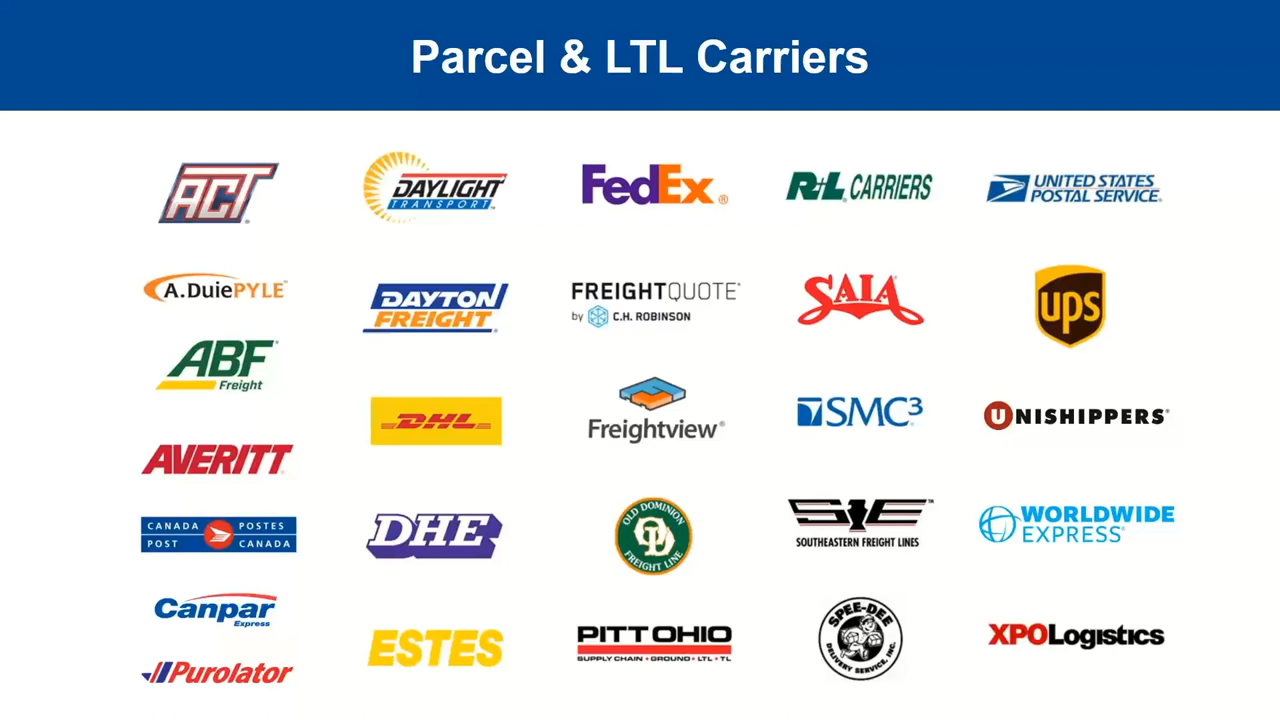 Parcel & LTL Carriers
ACT
A.DuiePYLE
ABF
Freight
AVERITT
CANADA POSTES
POST CANADA
Canpar
Express
Purolator
DAYLIGHT
TRANSPORT
DAYTON
FREIGHT
DHL
DHE
ESTES
FedEx
FREIGHTQUOTE
by C.H. ROBINSON
Freightview
OLD DOMINION
OD
FREIGHT LINE
PITT OHIO
SUPPLY CHAIN • GROUND • LTL • TL
R+L CARRIERS
SAIA
SMC³
SEFL
SOUTHEASTERN FREIGHT LINES
SPEE-DEE
DELIVERY SERVICE, INC.
UNITED STATES
POSTAL SERVICE
ups
UNISHIPPERS
WORLDWIDE
EXPRESS
XPOLogistics